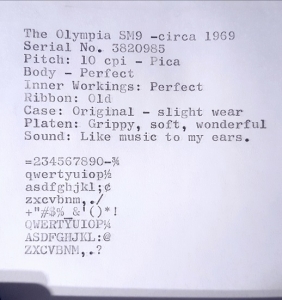 The Olympia SM9 -circa 1969
Serial No. 3820985
Pitch: 10 cpi - Pica
Body - Perfect
Inner Workings: Perfect
Ribbon: Old
Case: Original - slight wear
Platen: Grippy, soft, wonderful
Sound: Like music to my ears.
=234567890-¾
qwertyuiop½
asdfghjkl;¢
zxcvbnm,./
+"#$%_&'()*!
QWERTYUIOP¼
ASDFGHJKL:@
ZXCVBNM,.?